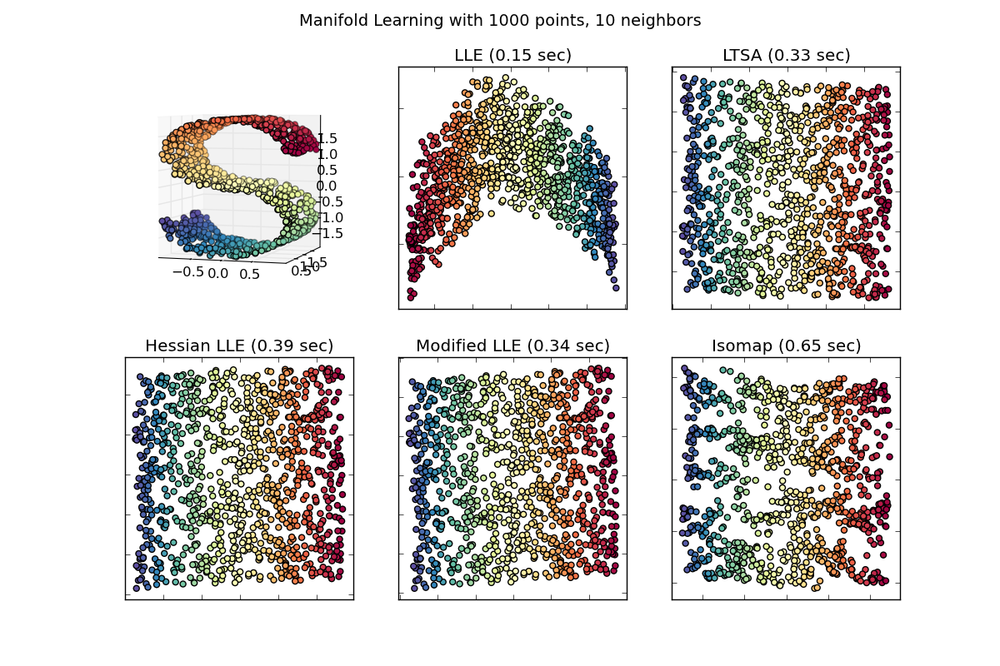 Manifold Learning with 1000 points, 10 neighbors
LLE (0.15 sec)
LTSA (0.33 sec)
1.5
1.0
0.5
0.0
−0.5
−1.0
−1.5
−0.5 0.0 0.5
Hessian LLE (0.39 sec)
Modified LLE (0.34 sec)
Isomap (0.65 sec)